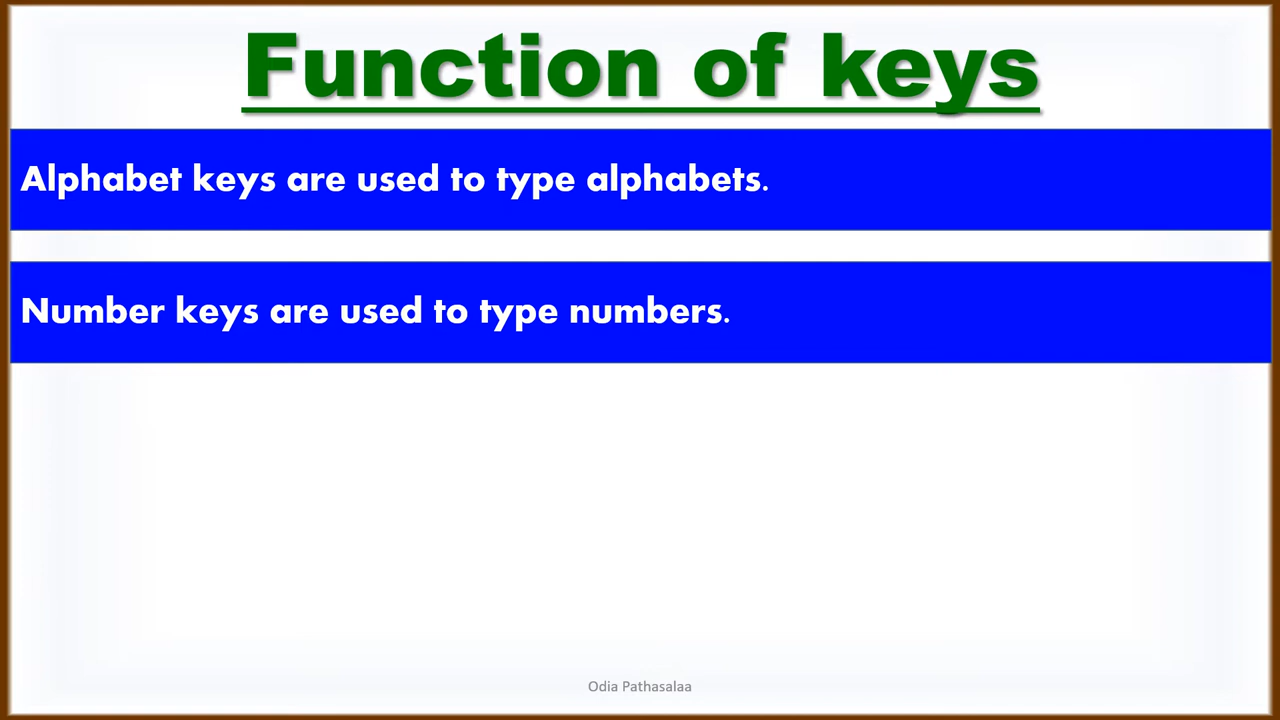 Function of keys
Alphabet keys are used to type alphabets.
Number keys are used to type numbers.
Odia Pathasalaa